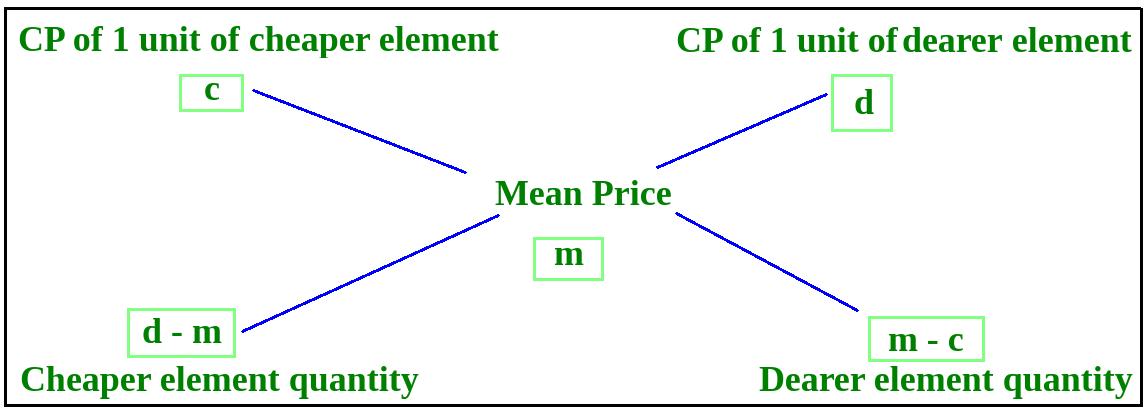 CP of 1 unit of cheaper element
CP of 1 unit of dearer element
c
d
Mean Price
m
d - m
m - c
Cheaper element quantity
Dearer element quantity